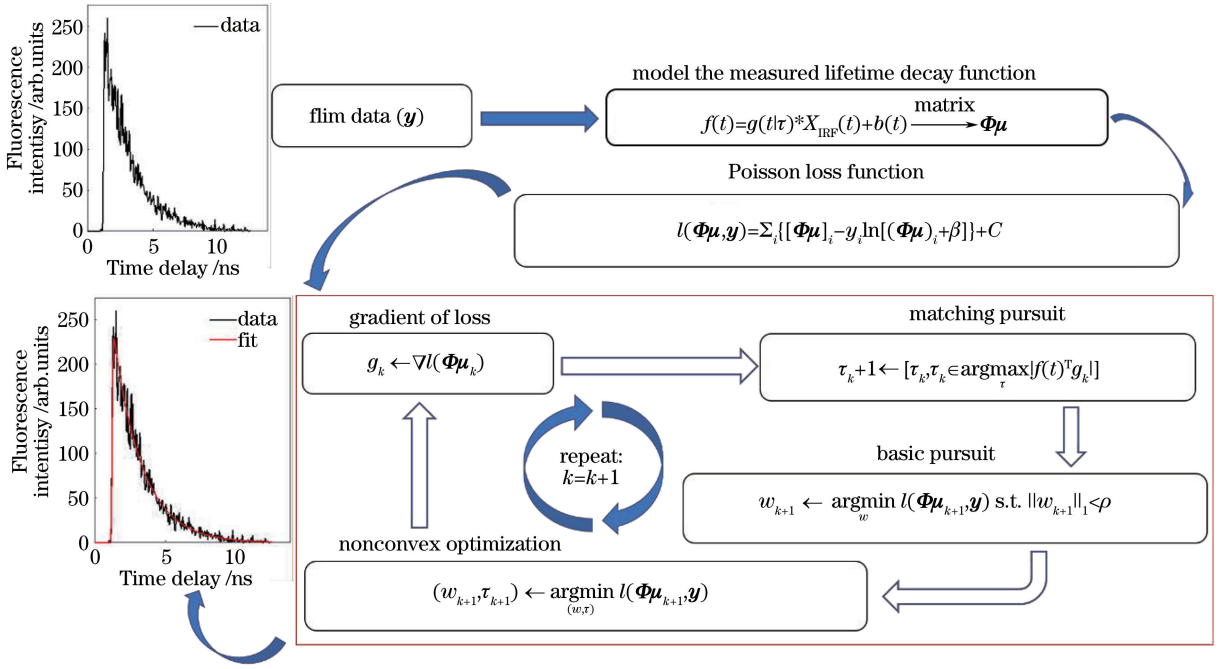 250
200
150
100
50
0
data
Fluorescence
intentisy /arb.units
0
5
10
Time delay /ns
flim data (y)
model the measured lifetime decay function
f(t)=g(t|τ)*X_IRF(t)+b(t) matrix⟶ Φμ
Poisson loss function
l(Φμ,y)=Σ_i{[Φμ]_i−y_i ln[(Φμ)_i+β]}+C
250
200
150
100
50
0
data
fit
Fluorescence
intentisy /arb.units
0
5
10
Time delay /ns
gradient of loss
g_k ← ∇l(Φμ_k)
matching pursuit
τ_k+1←[τ_k,τ_k∈argmax_τ|f(t)^T g_k|]
basic pursuit
w_{k+1} ← argmin_w l(Φμ_{k+1},y) s.t. ||w_{k+1}||_1<ρ
repeat:
k=k+1
nonconvex optimization
(w_{k+1},τ_{k+1}) ← argmin_(w,τ) l(Φμ_{k+1},y)